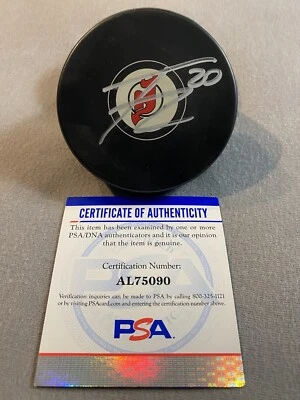 20
CERTIFICATE OF AUTHENTICITY
This item has been examined by one or more
PSA/DNA authenticators and it is our opinion
that the item is genuine.
Certification Number:
AL75090
Verification inquiries can be made to PSA by calling 800-325-1121
or by visiting PSAcard.com and entering the certification number above.
PSA